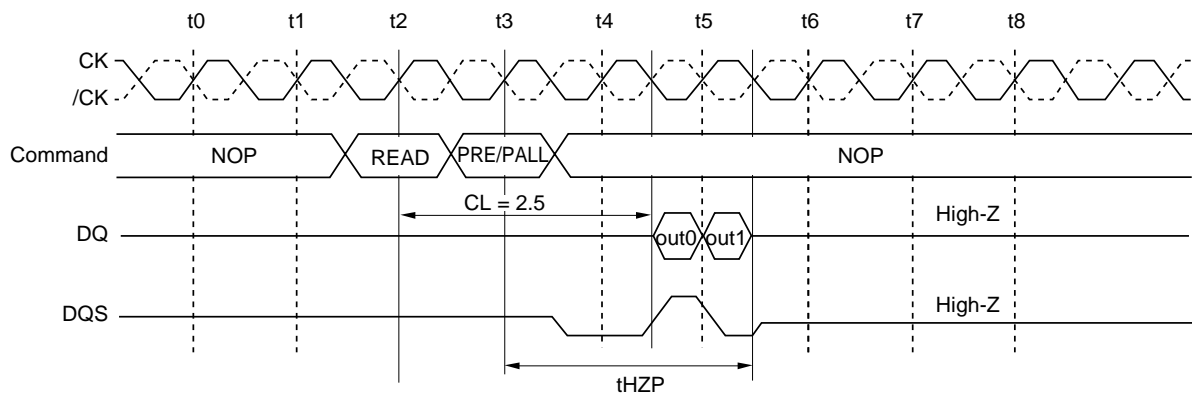 t0 t1 t2 t3 t4 t5 t6 t7 t8
CK
/CK
Command NOP READ PRE/PALL NOP
CL = 2.5
DQ out0 out1 High-Z
DQS High-Z
tHZP